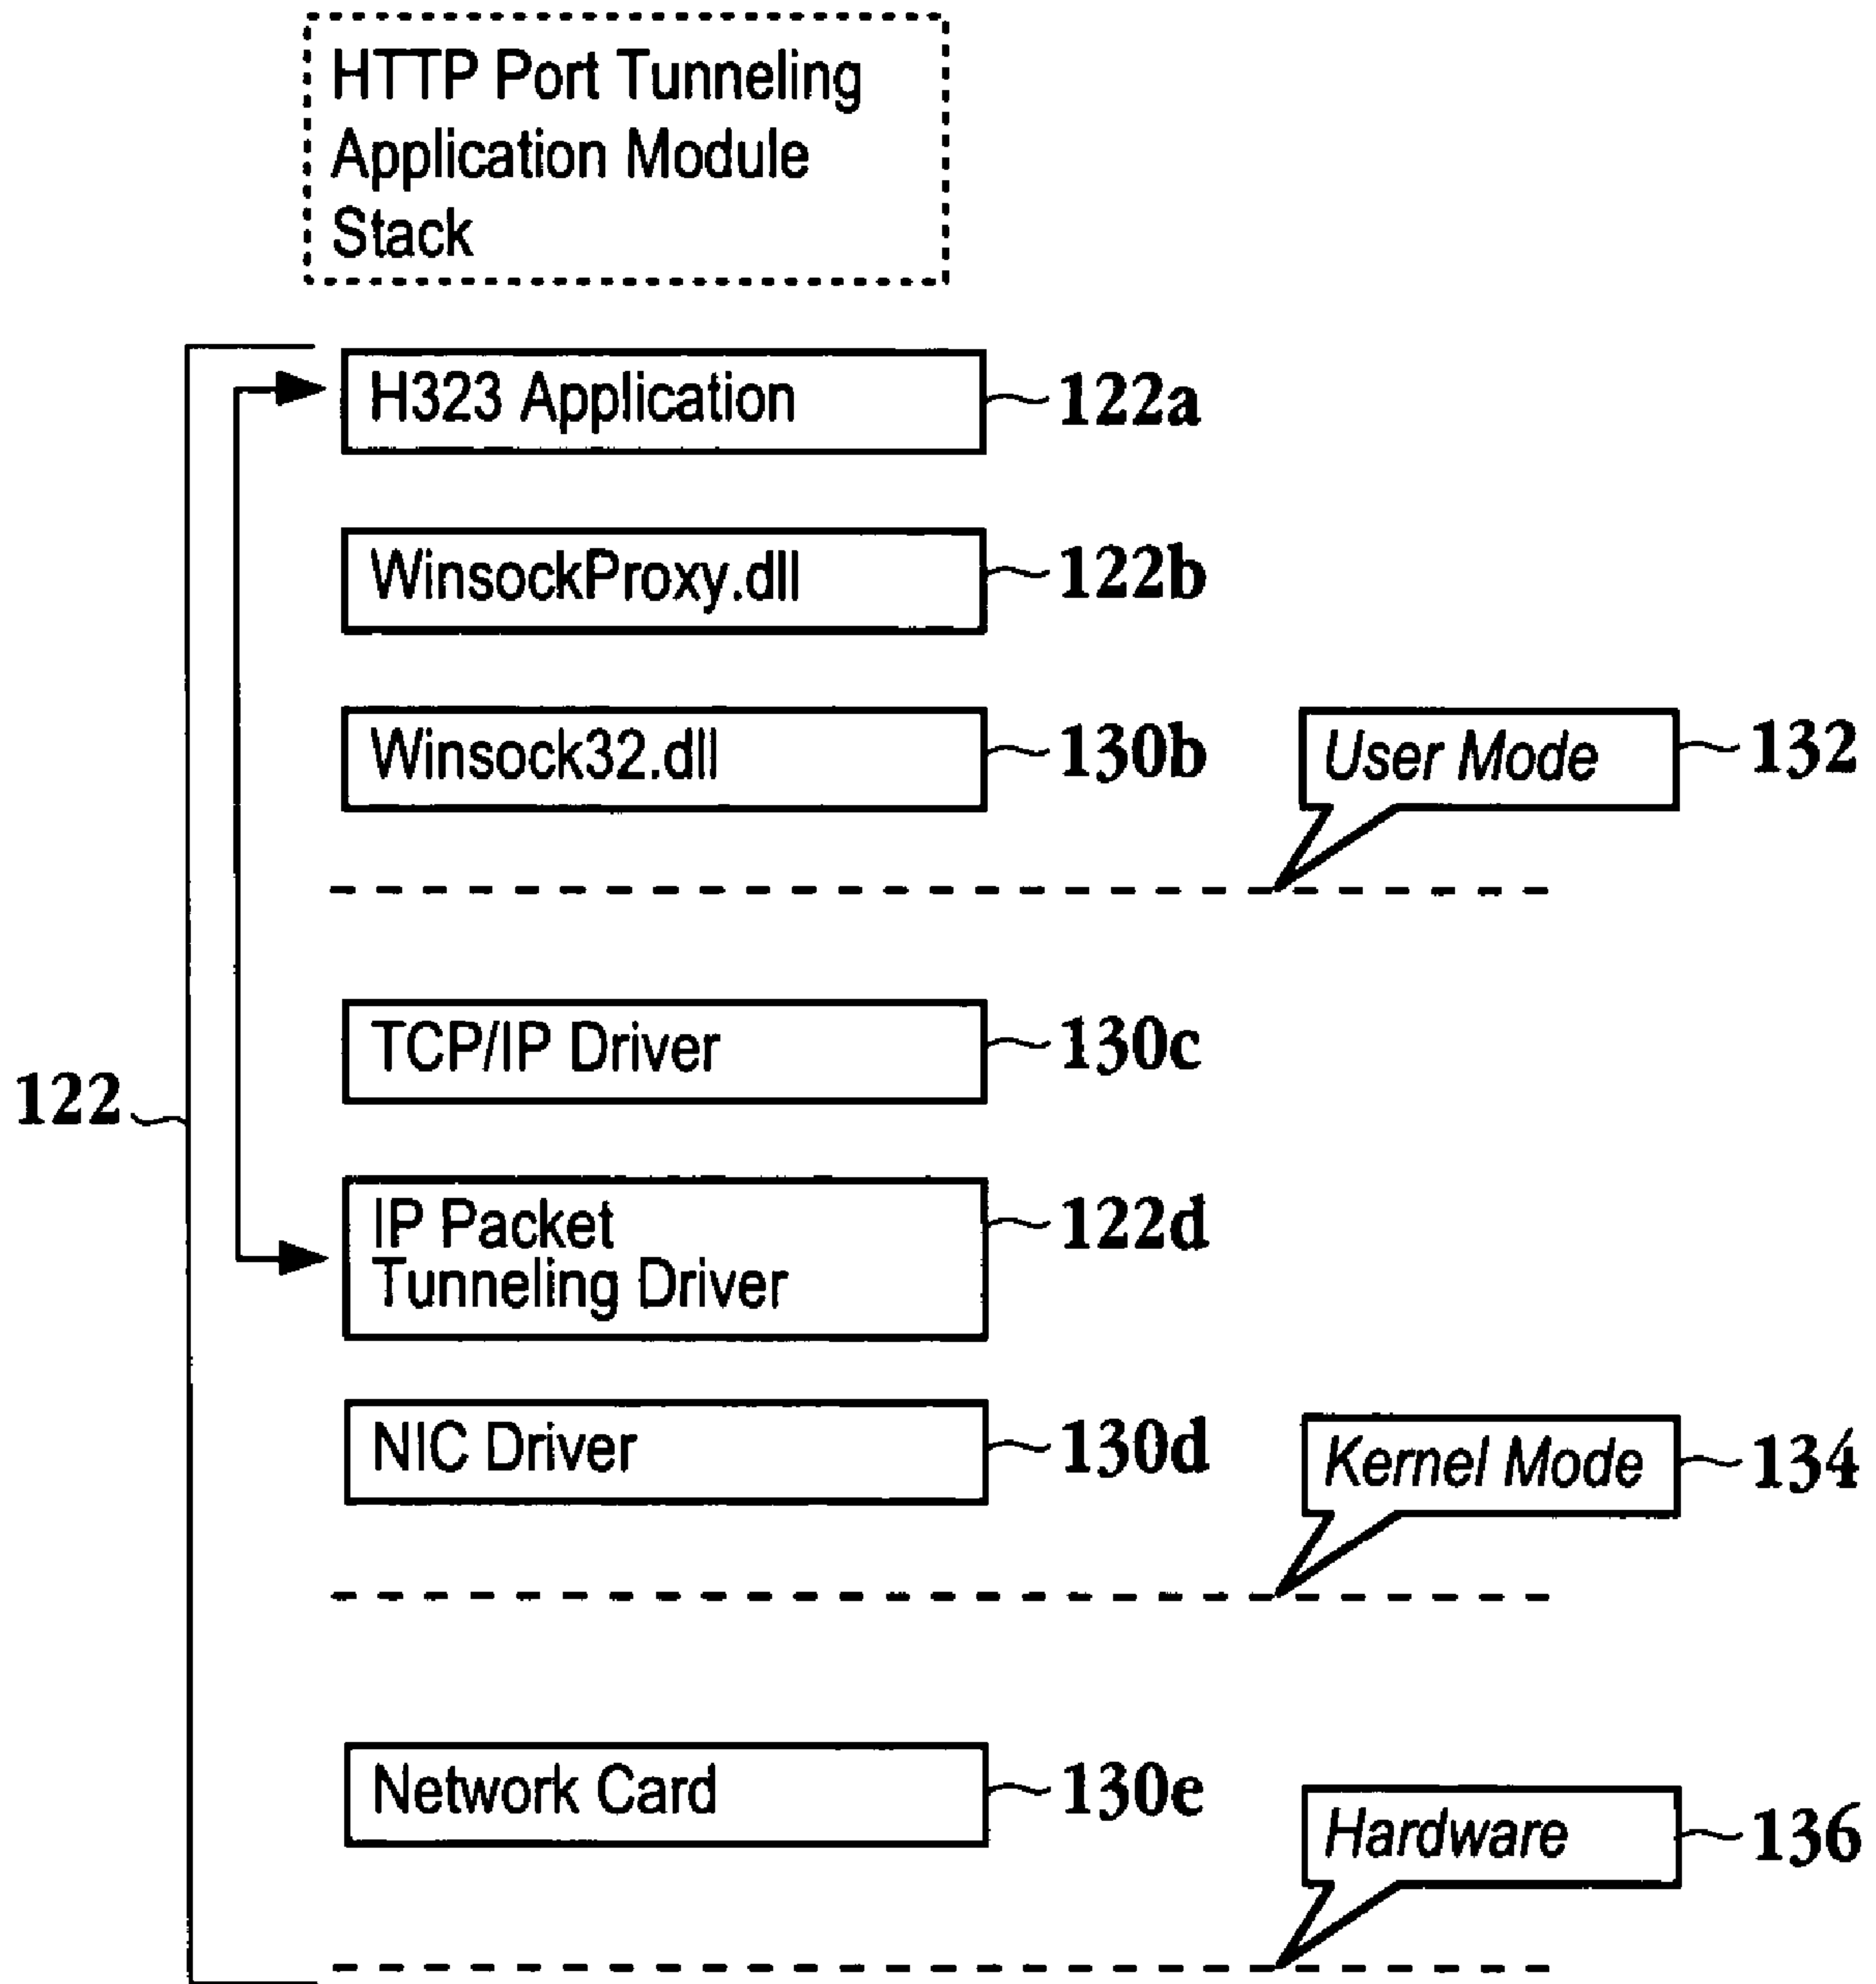 HTTP Port Tunneling
Application Module
Stack
H323 Application
122a
WinsockProxy.dll
122b
Winsock32.dll
130b
User Mode
132
TCP/IP Driver
130c
122
IP Packet
Tunneling Driver
122d
NIC Driver
130d
Kernel Mode
134
Network Card
130e
Hardware
136